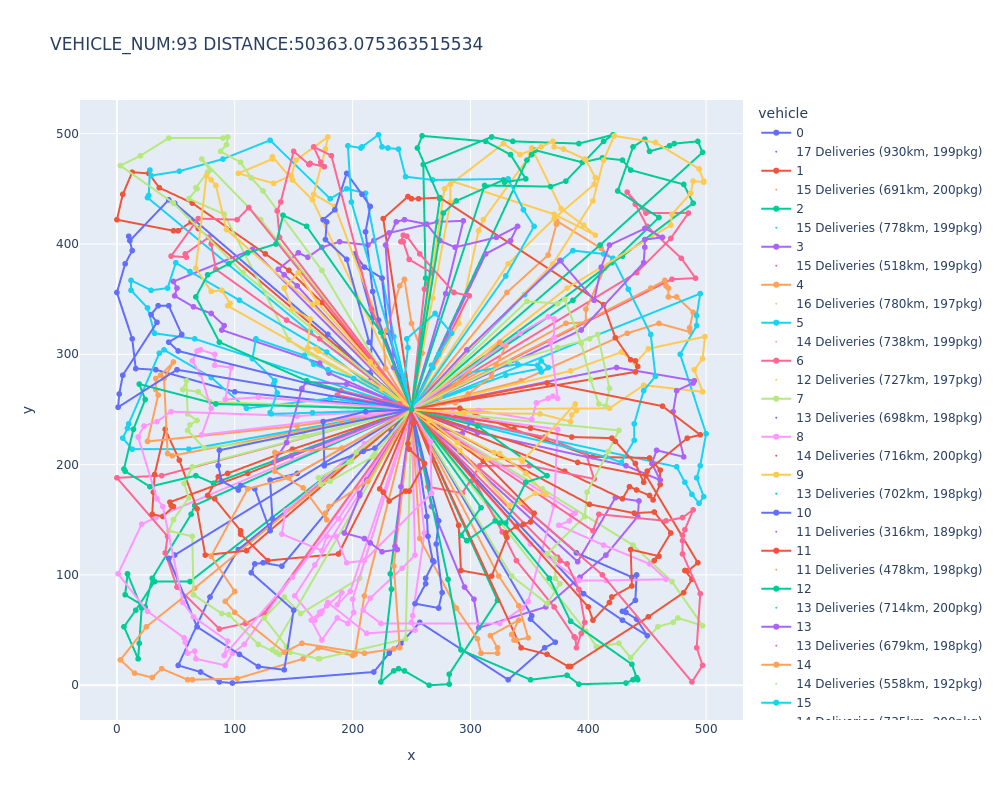 VEHICLE_NUM:93 DISTANCE:50363.075363515534
vehicle
0
17 Deliveries (930km, 199pkg)
1
15 Deliveries (691km, 200pkg)
2
15 Deliveries (778km, 199pkg)
3
15 Deliveries (518km, 199pkg)
4
16 Deliveries (780km, 197pkg)
5
14 Deliveries (738km, 199pkg)
6
12 Deliveries (727km, 197pkg)
7
13 Deliveries (698km, 198pkg)
8
14 Deliveries (716km, 200pkg)
9
13 Deliveries (702km, 198pkg)
10
11 Deliveries (316km, 189pkg)
11
11 Deliveries (478km, 198pkg)
12
13 Deliveries (714km, 200pkg)
13
13 Deliveries (679km, 198pkg)
14
14 Deliveries (558km, 192pkg)
15
500
400
300
200
100
0
y
0 100 200 300 400 500
x